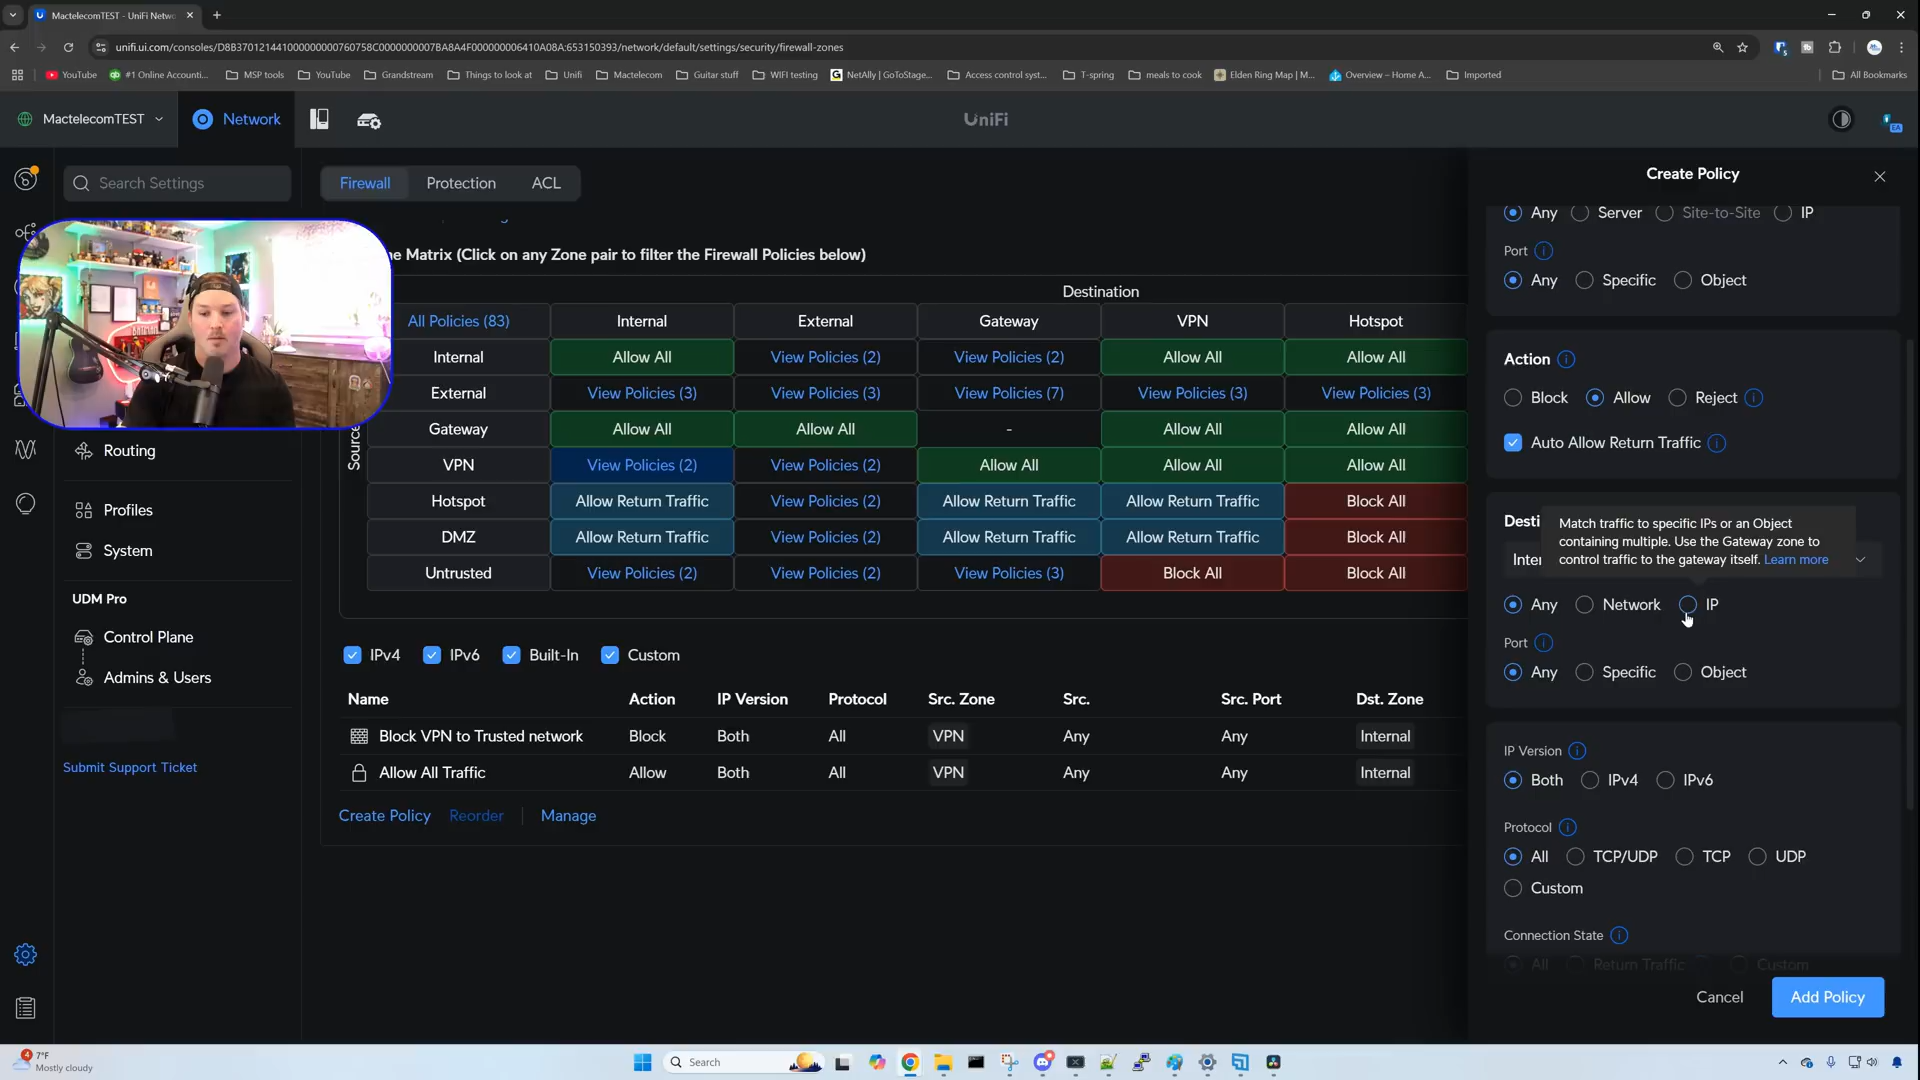 MactelecomTEST - UniFi Netwo
unifi.ui.com/consoles/D8B3701214410000000000760758C0000000007BA8A4F000000006410A08A:653150393/network/default/settings/security/firewall-zones
YouTube
#1 Online Accounti...
MSP tools
YouTube
Grandstream
Things to look at
Unifi
Mactelecom
Guitar stuff
WIFI testing
NetAlly | GoToStage...
Access control syst...
T-spring
meals to cook
Elden Ring Map | M...
Overview – Home A...
Imported
All Bookmarks
MactelecomTEST
Network
UniFi
EA
Search Settings
Firewall Protection ACL
Create Policy
Any Server Site-to-Site IP
Port
Any Specific Object
Action
Block Allow Reject
Auto Allow Return Traffic
Desti
Match traffic to specific IPs or an Object
containing multiple. Use the Gateway zone to
control traffic to the gateway itself. Learn more
Inter
Any Network IP
Port
Any Specific Object
IP Version
Both IPv4 IPv6
Protocol
All TCP/UDP TCP UDP
Custom
Connection State
All Return Traffic Custom
Cancel Add Policy
e Matrix (Click on any Zone pair to filter the Firewall Policies below)
Destination
Source
All Policies (83) Internal External Gateway VPN Hotspot
Internal Allow All View Policies (2) View Policies (2) Allow All Allow All
External View Policies (3) View Policies (3) View Policies (7) View Policies (3) View Policies (3)
Gateway Allow All Allow All - Allow All Allow All
VPN View Policies (2) View Policies (2) Allow All Allow All Allow All
Hotspot Allow Return Traffic View Policies (2) Allow Return Traffic Allow Return Traffic Block All
DMZ Allow Return Traffic View Policies (2) Allow Return Traffic Allow Return Traffic Block All
Untrusted View Policies (2) View Policies (2) View Policies (3) Block All Block All
IPv4 IPv6 Built-In Custom
Name Action IP Version Protocol Src. Zone Src. Src. Port Dst. Zone
Block VPN to Trusted network Block Both All VPN Any Any Internal
Allow All Traffic Allow Both All VPN Any Any Internal
Create Policy Reorder Manage
Routing
Profiles
System
UDM Pro
Control Plane
Admins & Users
Submit Support Ticket
4
7°F
Mostly cloudy
Search